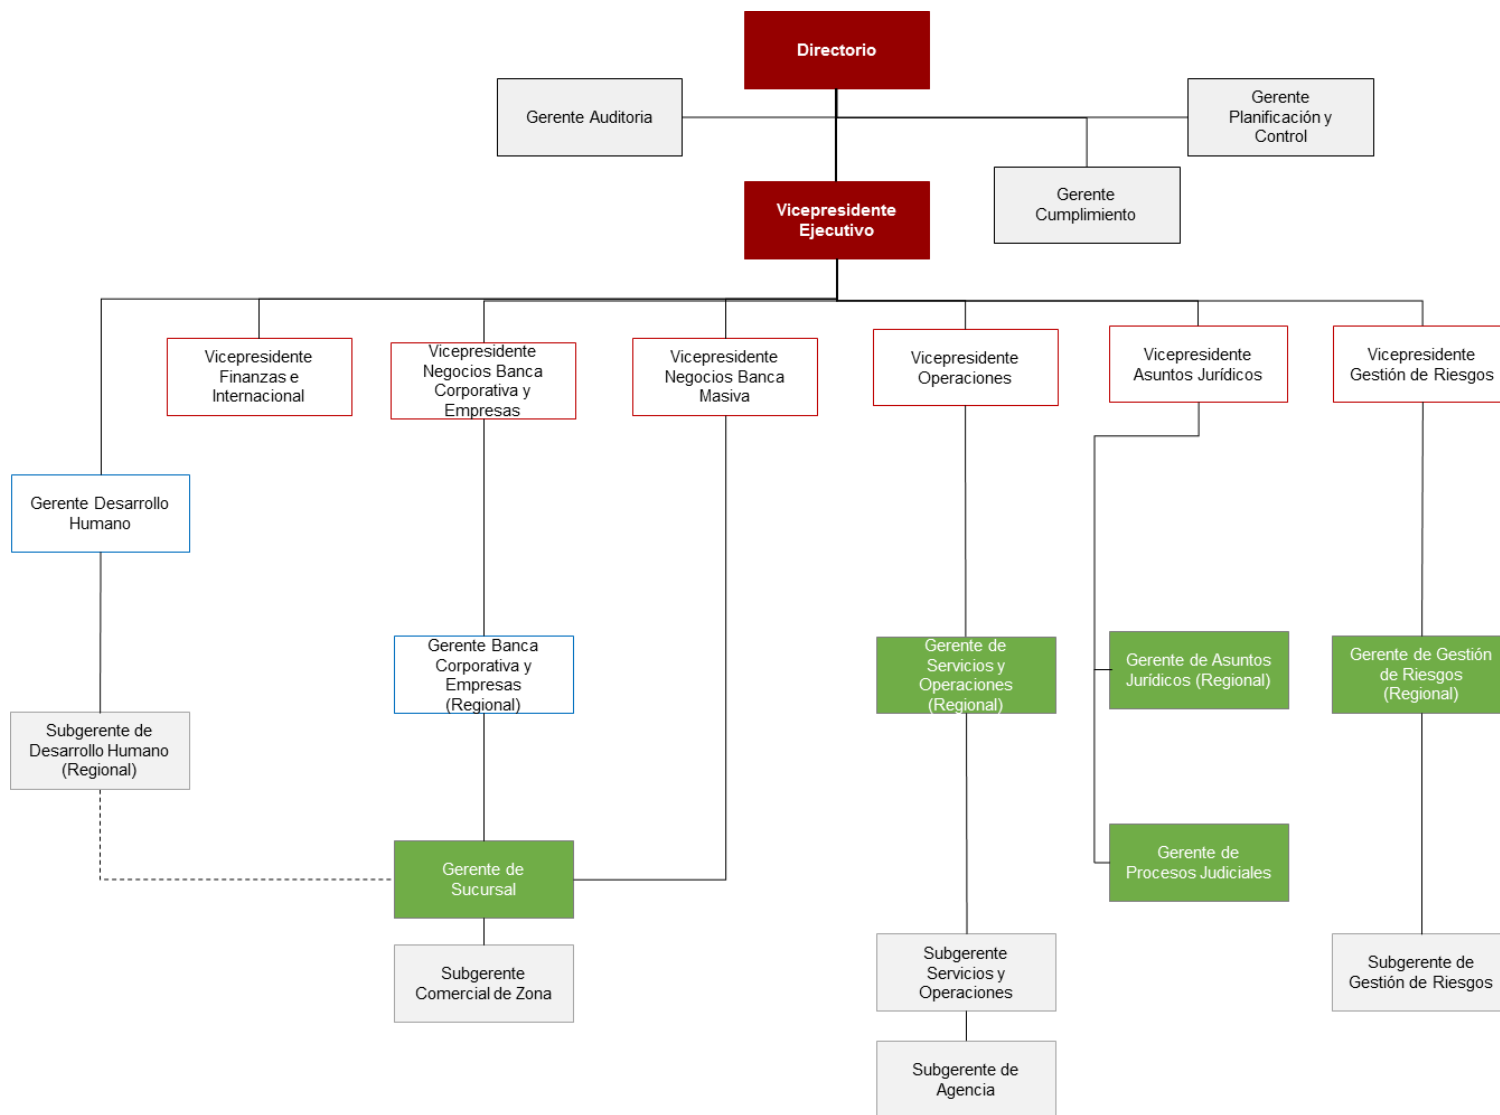 Directorio
Gerente Auditoria
Gerente
Planificación y
Control
Gerente
Cumplimiento
Vicepresidente
Ejecutivo
Vicepresidente
Finanzas e
Internacional
Vicepresidente
Negocios Banca
Corporativa y
Empresas
Vicepresidente
Negocios Banca
Masiva
Vicepresidente
Operaciones
Vicepresidente
Asuntos Jurídicos
Vicepresidente
Gestión de Riesgos
Gerente Desarrollo
Humano
Gerente Banca
Corporativa y
Empresas
(Regional)
Gerente de
Servicios y
Operaciones
(Regional)
Gerente de Asuntos
Jurídicos (Regional)
Gerente de Gestión
de Riesgos
(Regional)
Subgerente de
Desarrollo Humano
(Regional)
Gerente de
Sucursal
Gerente de
Procesos Judiciales
Subgerente
Comercial de Zona
Subgerente
Servicios y
Operaciones
Subgerente de
Gestión de Riesgos
Subgerente de
Agencia